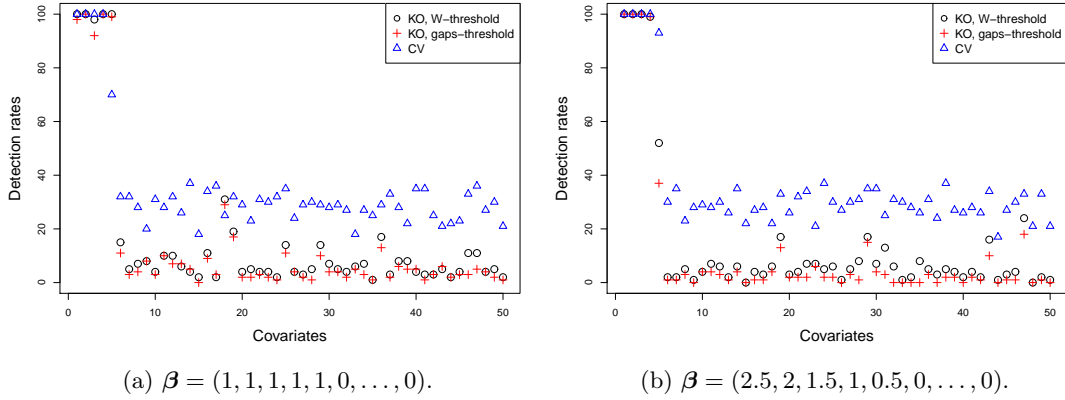 Detection rates
100
80
60
40
20
0
KO, W−threshold
KO, gaps−threshold
CV
0 10 20 30 40 50
Covariates
(a) β = (1, 1, 1, 1, 1, 0, . . . , 0).
Detection rates
100
80
60
40
20
0
KO, W−threshold
KO, gaps−threshold
CV
0 10 20 30 40 50
Covariates
(b) β = (2.5, 2, 1.5, 1, 0.5, 0, . . . , 0).